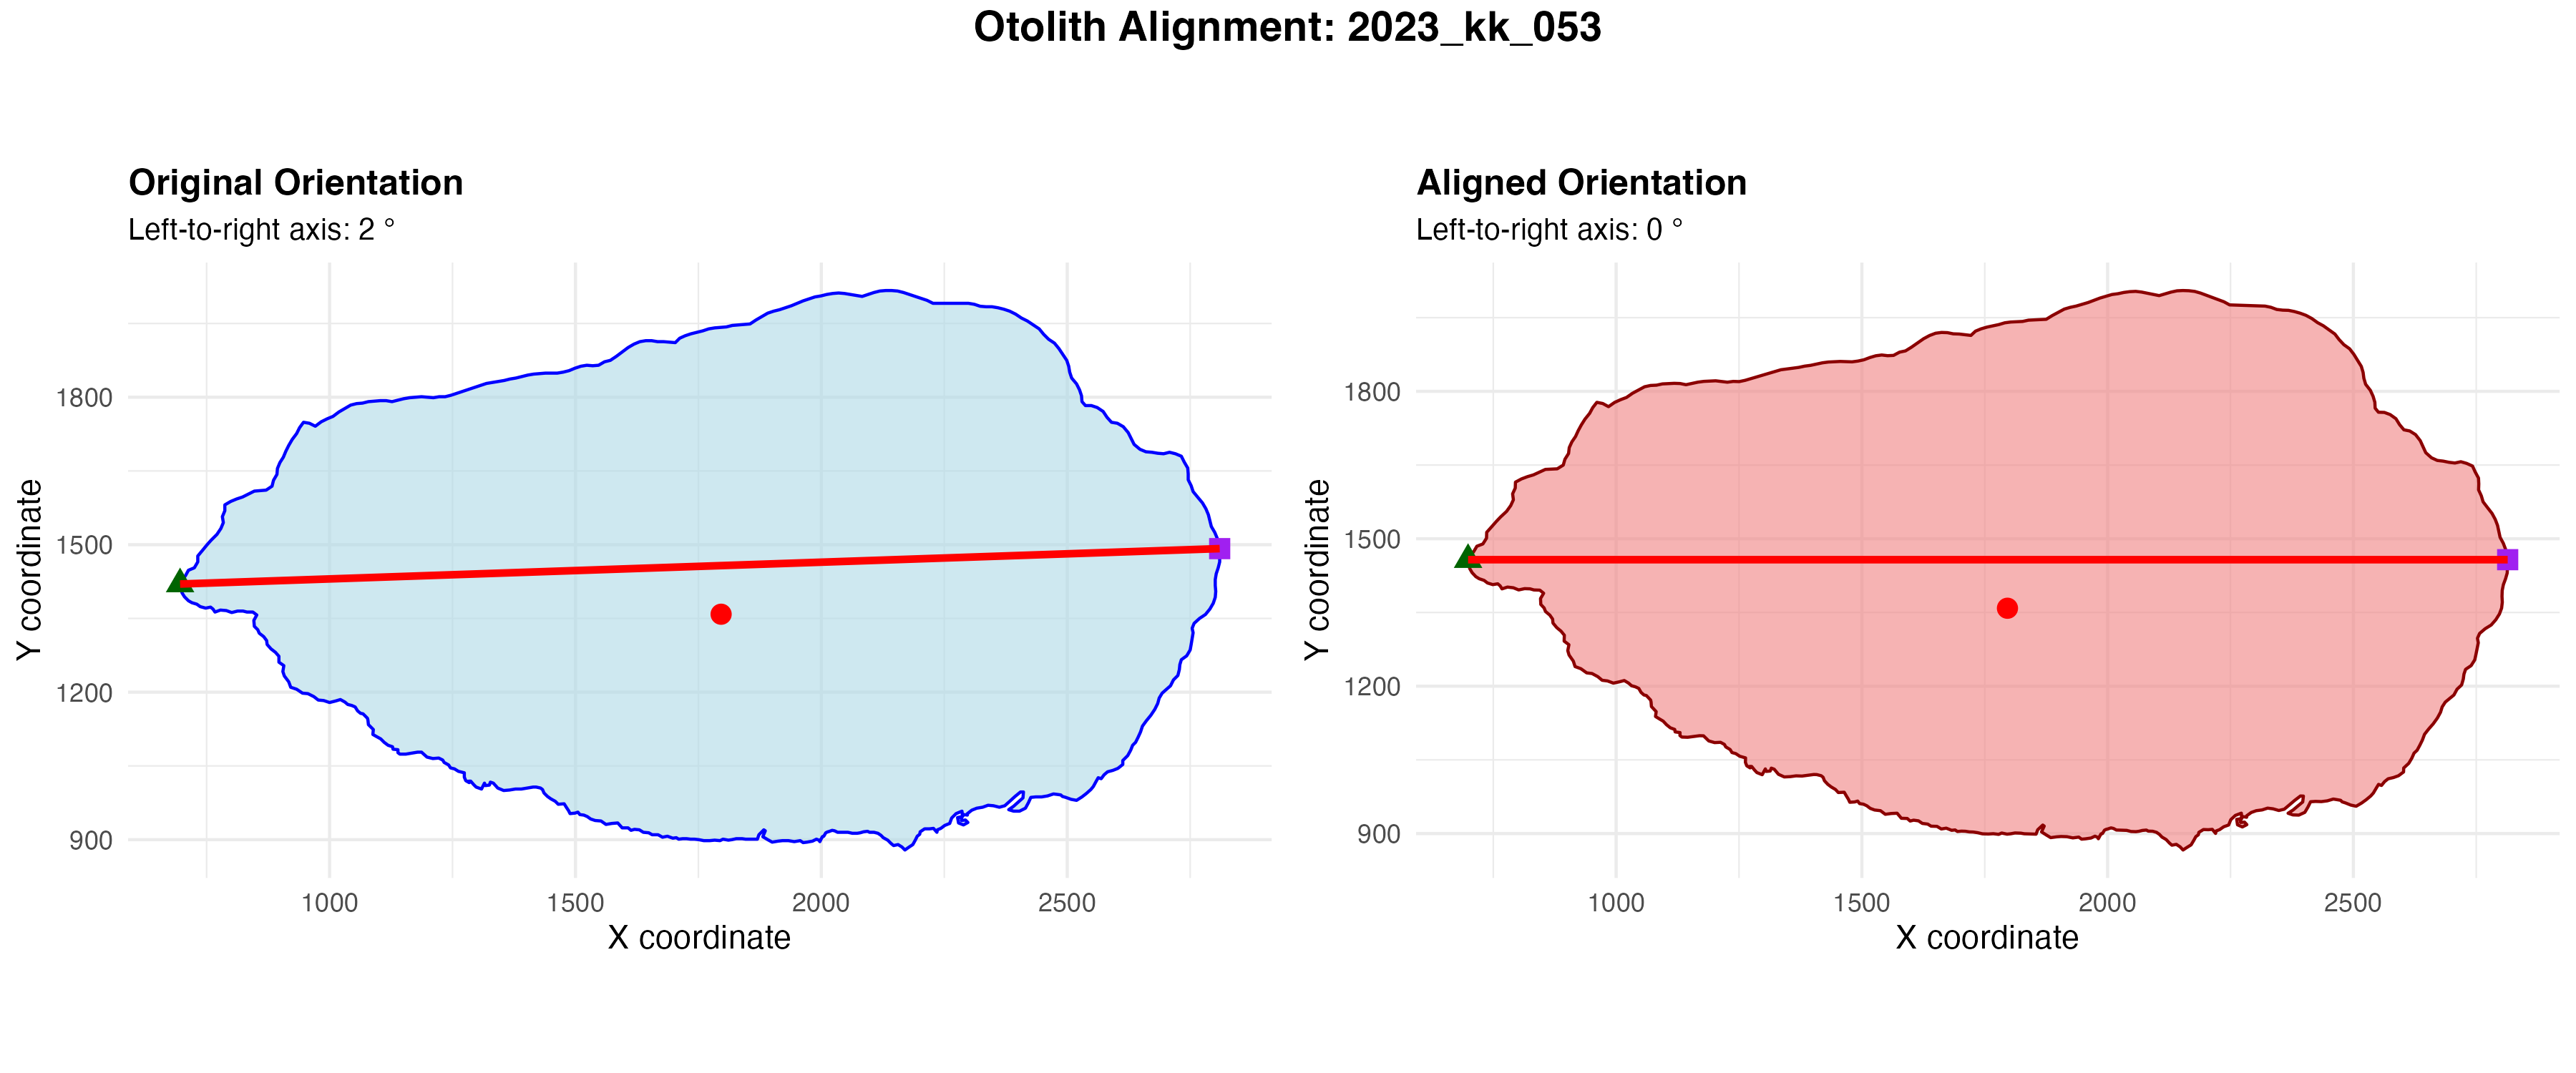 Otolith Alignment: 2023_kk_053
Original Orientation
Left-to-right axis: 2 °
Y coordinate
1800
1500
1200
900
1000 1500 2000 2500
X coordinate
Aligned Orientation
Left-to-right axis: 0 °
Y coordinate
1800
1500
1200
900
1000 1500 2000 2500
X coordinate